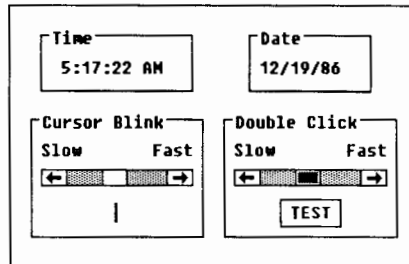 Time
5:17:22 AM
Date
12/19/86
Cursor Blink
Slow Fast
Double Click
Slow Fast
TEST